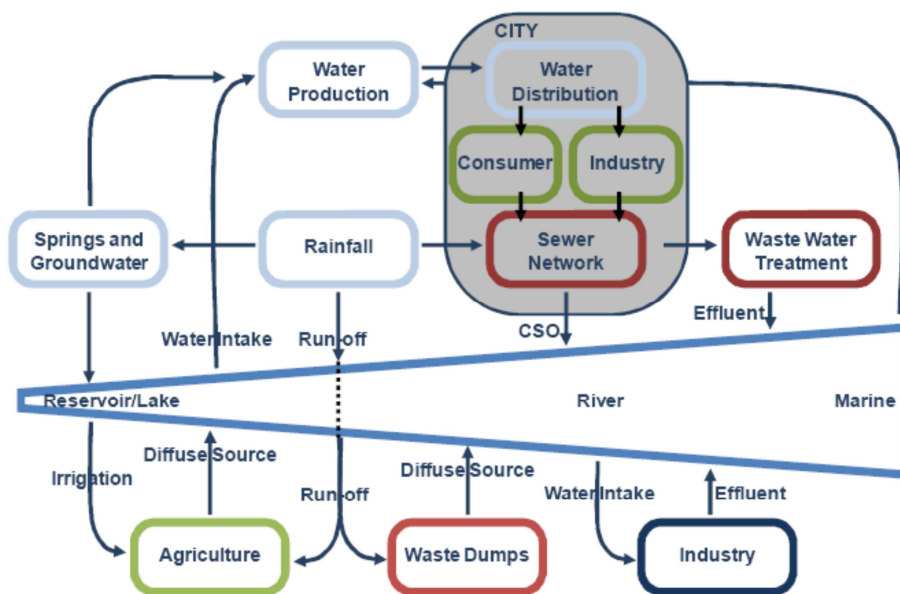 CITY
Water
Production
Water
Distribution
Consumer
Industry
Springs and
Groundwater
Rainfall
Sewer
Network
Waste Water
Treatment
Water Intake
Run-off
CSO
Effluent
Reservoir/Lake
River
Marine
Irrigation
Diffuse Source
Run-off
Diffuse Source
Water Intake
Effluent
Agriculture
Waste Dumps
Industry